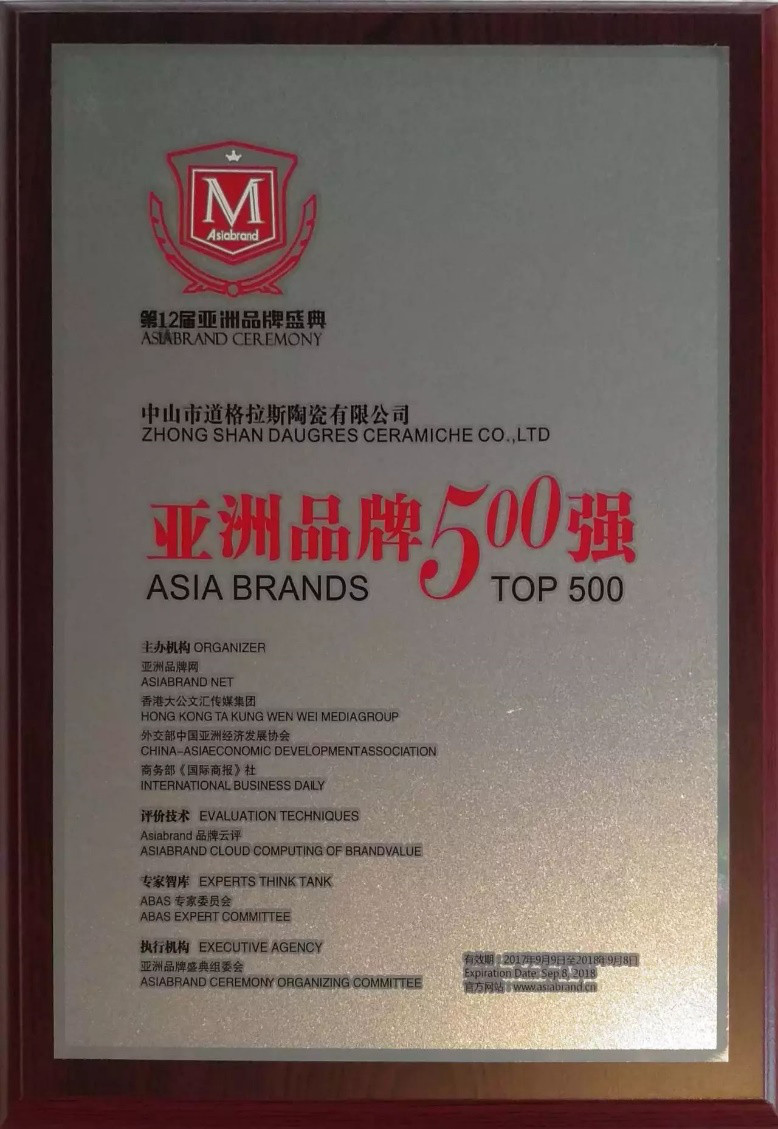 M
Asiabrand
第12届亚洲品牌盛典
ASIABRAND CEREMONY
中山市道格拉斯陶瓷有限公司
ZHONG SHAN DAUGRES CERAMICHE CO.,LTD
亚洲品牌500强
ASIA BRANDS TOP 500
主办机构 ORGANIZER
亚洲品牌网
ASIABRAND NET
香港大公文汇传媒集团
HONG KONG TA KUNG WEN WEI MEDIAGROUP
外交部中国亚洲经济发展协会
CHINA-ASIAECONOMIC DEVELOPMENTASSOCIATION
商务部《国际商报》社
INTERNATIONAL BUSINESS DAILY
评价技术 EVALUATION TECHNIQUES
Asiabrand 品牌云评
ASIABRAND CLOUD COMPUTING OF BRANDVALUE
专家智库 EXPERTS THINK TANK
ABAS 专家委员会
ABAS EXPERT COMMITTEE
执行机构 EXECUTIVE AGENCY
亚洲品牌盛典组委会
ASIABRAND CEREMONY ORGANIZING COMMITTEE
有效期：2017年9月9日至2018年9月8日
Expiration Date: Sep.8, 2018
官方网站：www.asiabrand.cn